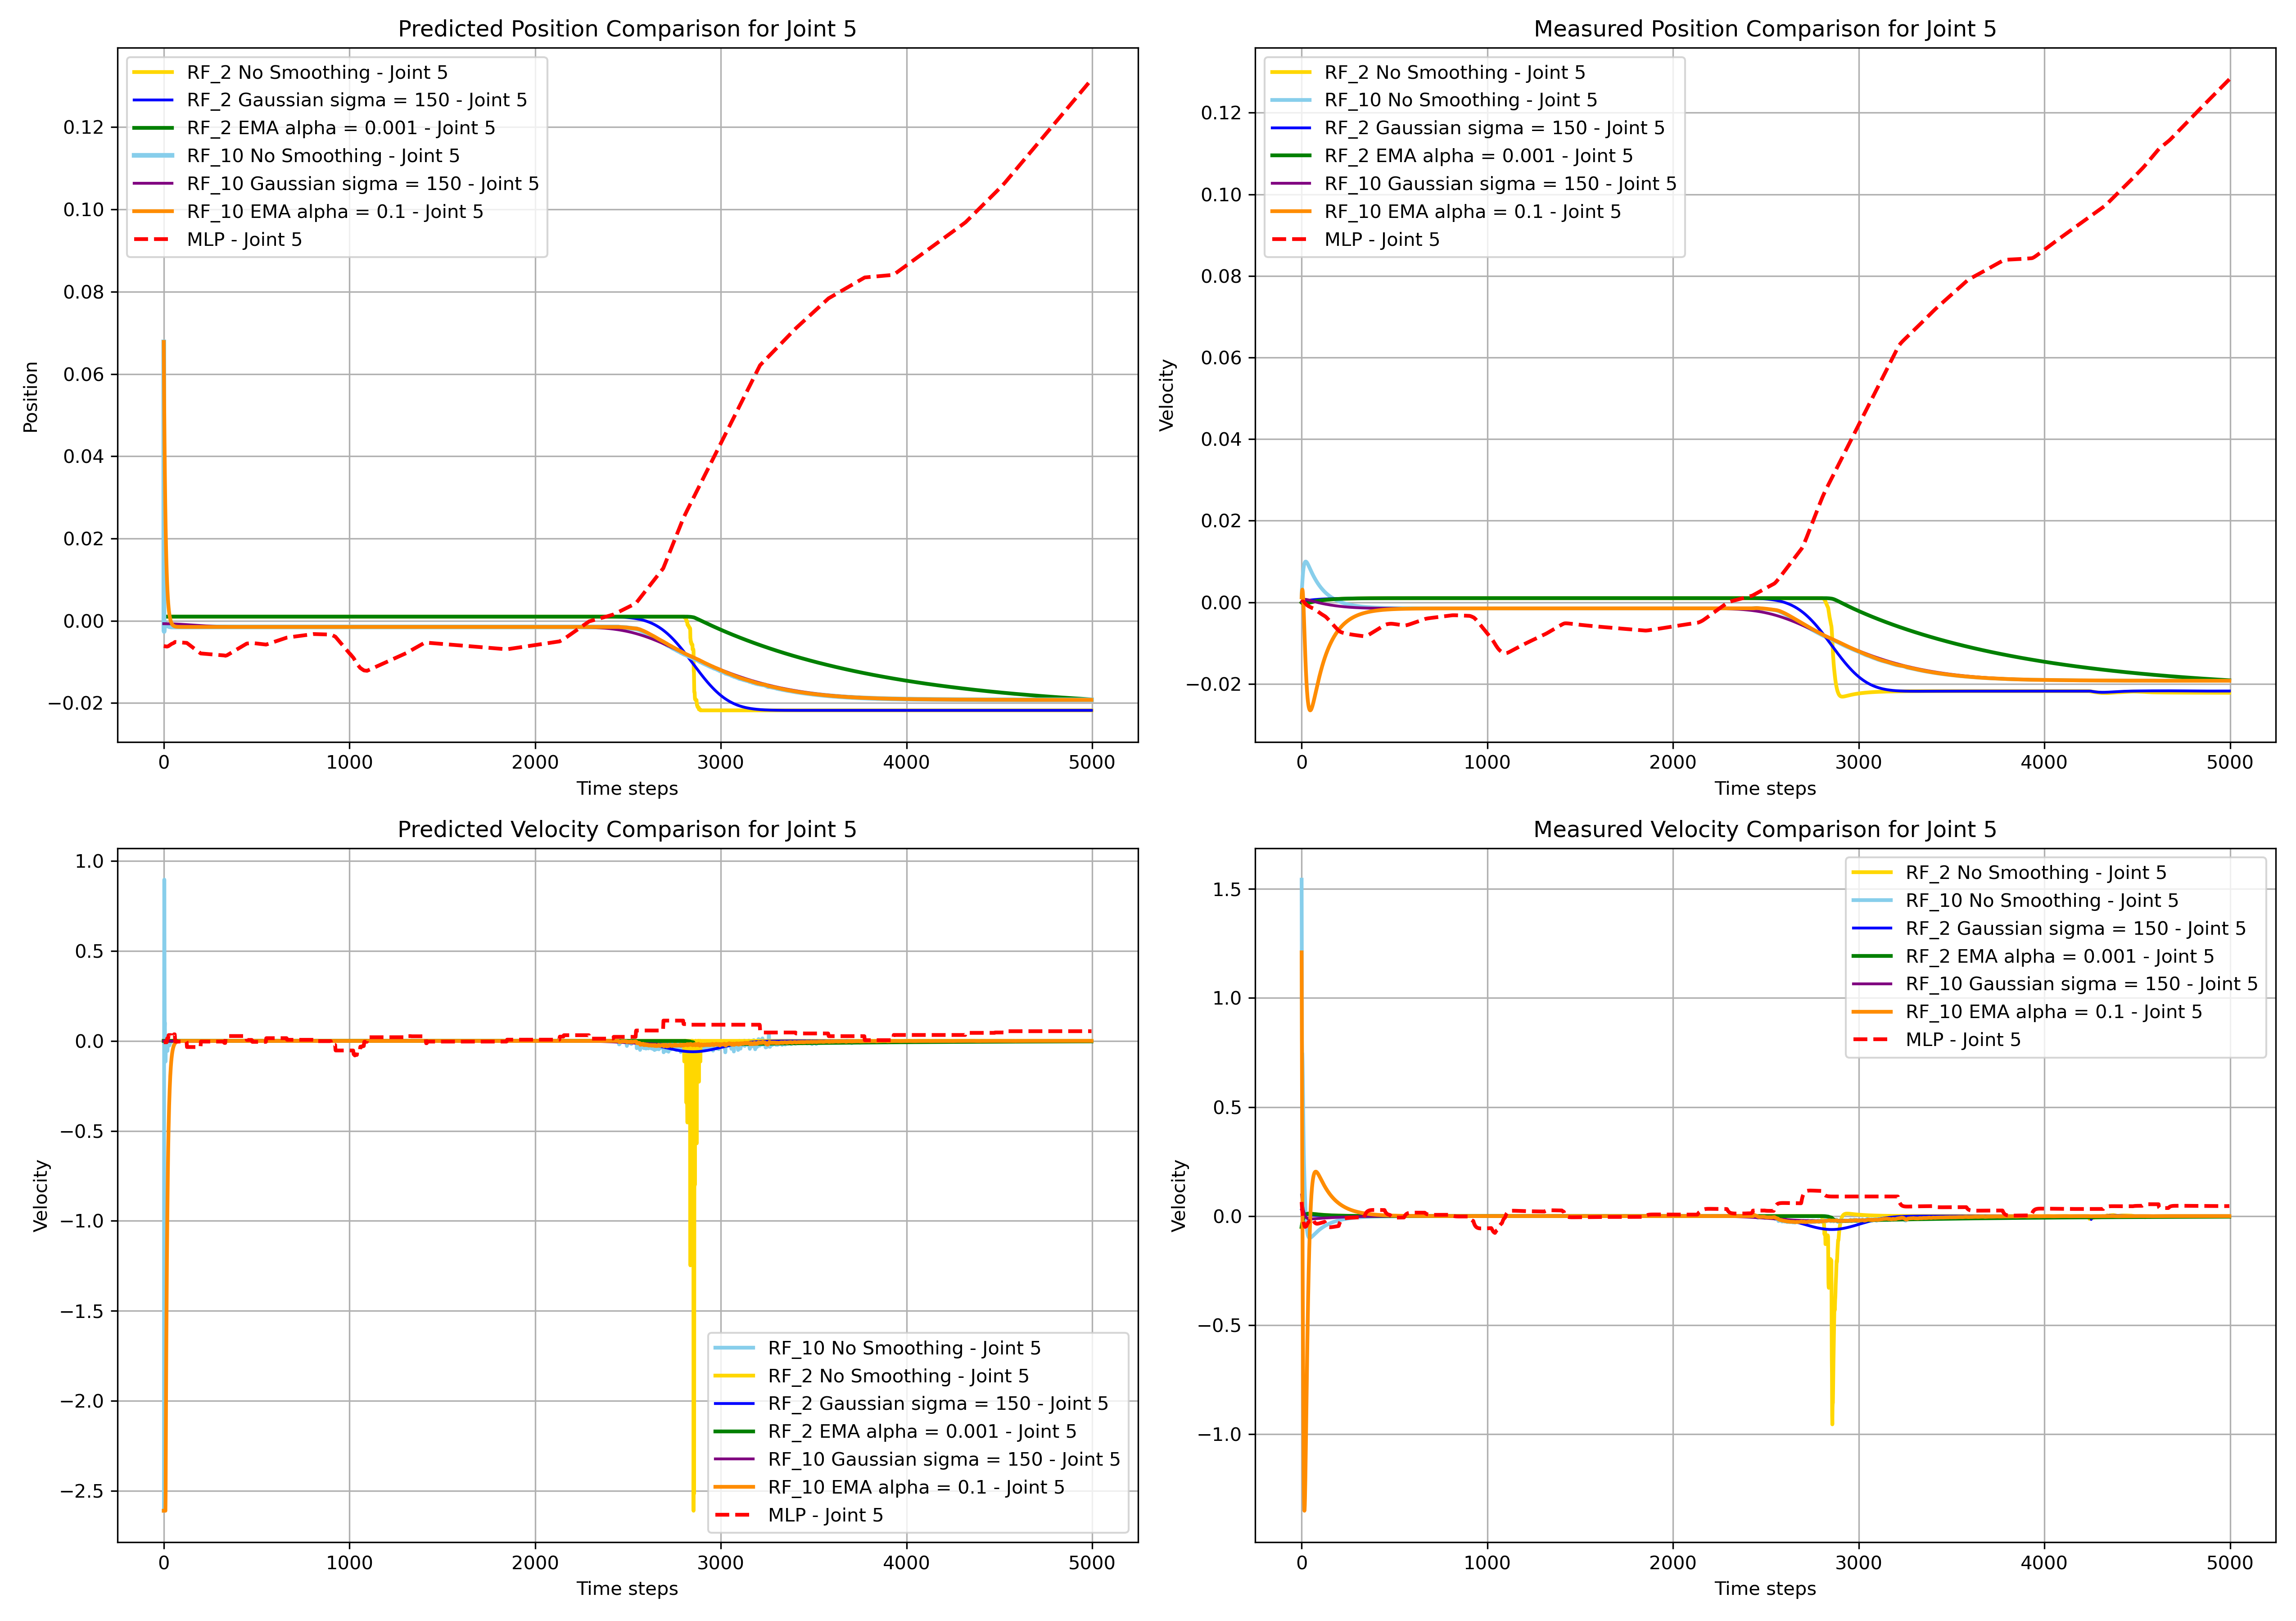 Predicted Position Comparison for Joint 5
RF_2 No Smoothing - Joint 5
RF_2 Gaussian sigma = 150 - Joint 5
RF_2 EMA alpha = 0.001 - Joint 5
RF_10 No Smoothing - Joint 5
RF_10 Gaussian sigma = 150 - Joint 5
RF_10 EMA alpha = 0.1 - Joint 5
MLP - Joint 5
0.12
0.10
0.08
0.06
0.04
0.02
0.00
−0.02
Position
0 1000 2000 3000 4000 5000
Time steps
Measured Position Comparison for Joint 5
RF_2 No Smoothing - Joint 5
RF_10 No Smoothing - Joint 5
RF_2 Gaussian sigma = 150 - Joint 5
RF_2 EMA alpha = 0.001 - Joint 5
RF_10 Gaussian sigma = 150 - Joint 5
RF_10 EMA alpha = 0.1 - Joint 5
MLP - Joint 5
0.12
0.10
0.08
0.06
0.04
0.02
0.00
−0.02
Velocity
0 1000 2000 3000 4000 5000
Time steps
Predicted Velocity Comparison for Joint 5
1.0
0.5
0.0
−0.5
−1.0
−1.5
−2.0
−2.5
Velocity
RF_10 No Smoothing - Joint 5
RF_2 No Smoothing - Joint 5
RF_2 Gaussian sigma = 150 - Joint 5
RF_2 EMA alpha = 0.001 - Joint 5
RF_10 Gaussian sigma = 150 - Joint 5
RF_10 EMA alpha = 0.1 - Joint 5
MLP - Joint 5
0 1000 2000 3000 4000 5000
Time steps
Measured Velocity Comparison for Joint 5
RF_2 No Smoothing - Joint 5
RF_10 No Smoothing - Joint 5
RF_2 Gaussian sigma = 150 - Joint 5
RF_2 EMA alpha = 0.001 - Joint 5
RF_10 Gaussian sigma = 150 - Joint 5
RF_10 EMA alpha = 0.1 - Joint 5
MLP - Joint 5
1.5
1.0
0.5
0.0
−0.5
−1.0
Velocity
0 1000 2000 3000 4000 5000
Time steps